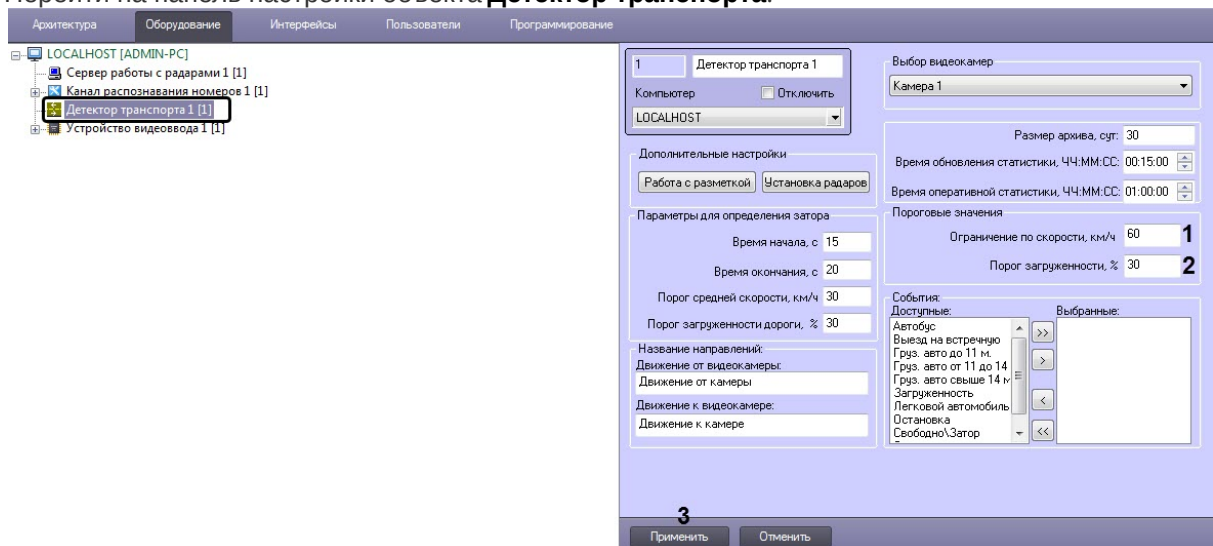 Перейти на панель настройки объекта Детектор транспорта.
Архитектура Оборудование Интерфейсы Пользователи Программирование
LOCALHOST [ADMIN-PC]
Сервер работы с радарами 1 [1]
Канал распознавания номеров 1 [1]
Детектор транспорта 1 [1]
Устройство видеоввода 1 [1]
1 Детектор транспорта 1
Компьютер Отключить
LOCALHOST
Дополнительные настройки
Работа с разметкой Установка радаров
Параметры для определения затора
Время начала, с 15
Время окончания, с 20
Порог средней скорости, км/ч 30
Порог загруженности дороги, % 30
Название направлений:
Движение от видеокамеры:
Движение от камеры
Движение к видеокамере:
Движение к камере
Выбор видеокамер
Камера 1
Размер архива, сут: 30
Время обновления статистики, ЧЧ:ММ:СС: 00:15:00
Время оперативной статистики, ЧЧ:ММ:СС: 01:00:00
Пороговые значения
Ограничение по скорости, км/ч 60 1
Порог загруженности, % 30 2
События:
Доступные: Выбранные:
Автобус
Выезд на встречную
Груз. авто до 11 м.
Груз. авто от 11 до 14
Груз. авто свыше 14 м
Загруженность
Легковой автомобиль
Остановка
Свободно\Затор
>>
>
<
<<
3
Применить Отменить